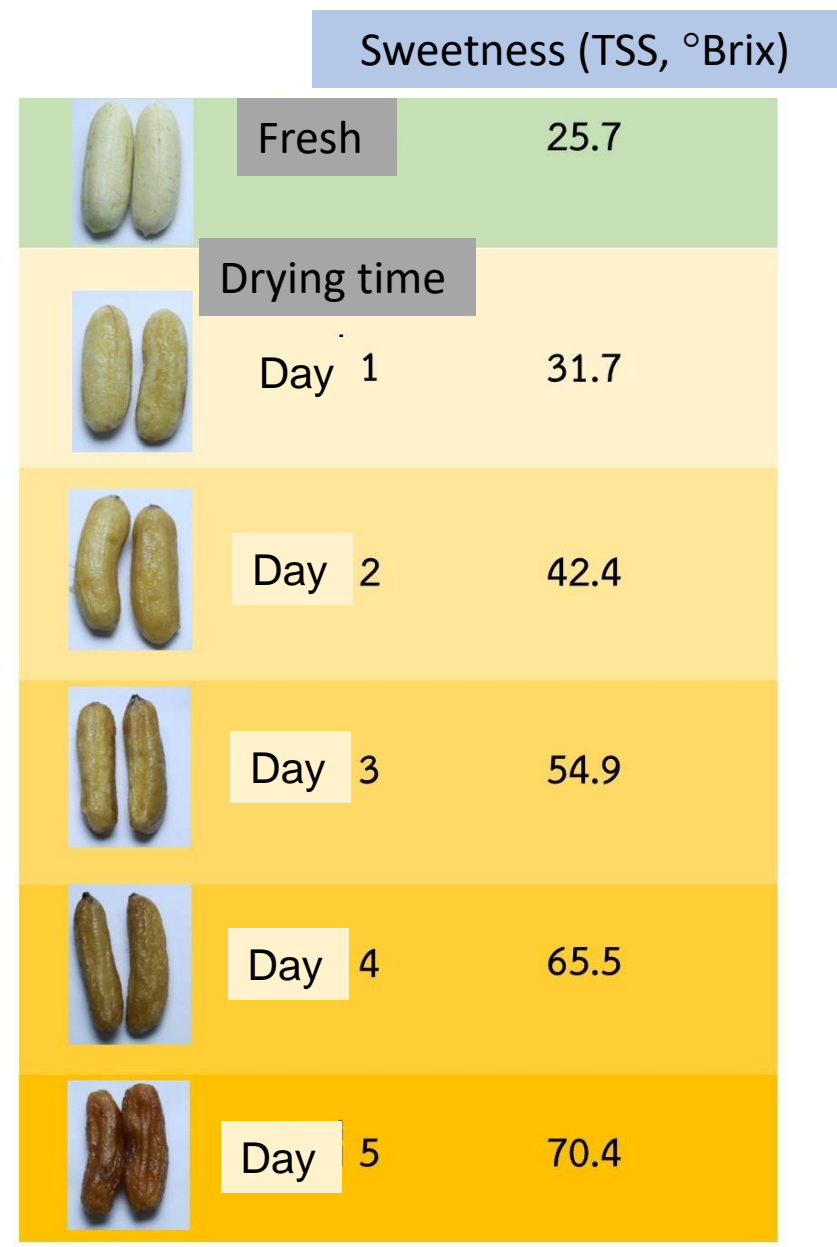 Sweetness (TSS, °Brix)
Fresh 25.7
Drying time
Day 1 31.7
Day 2 42.4
Day 3 54.9
Day 4 65.5
Day 5 70.4